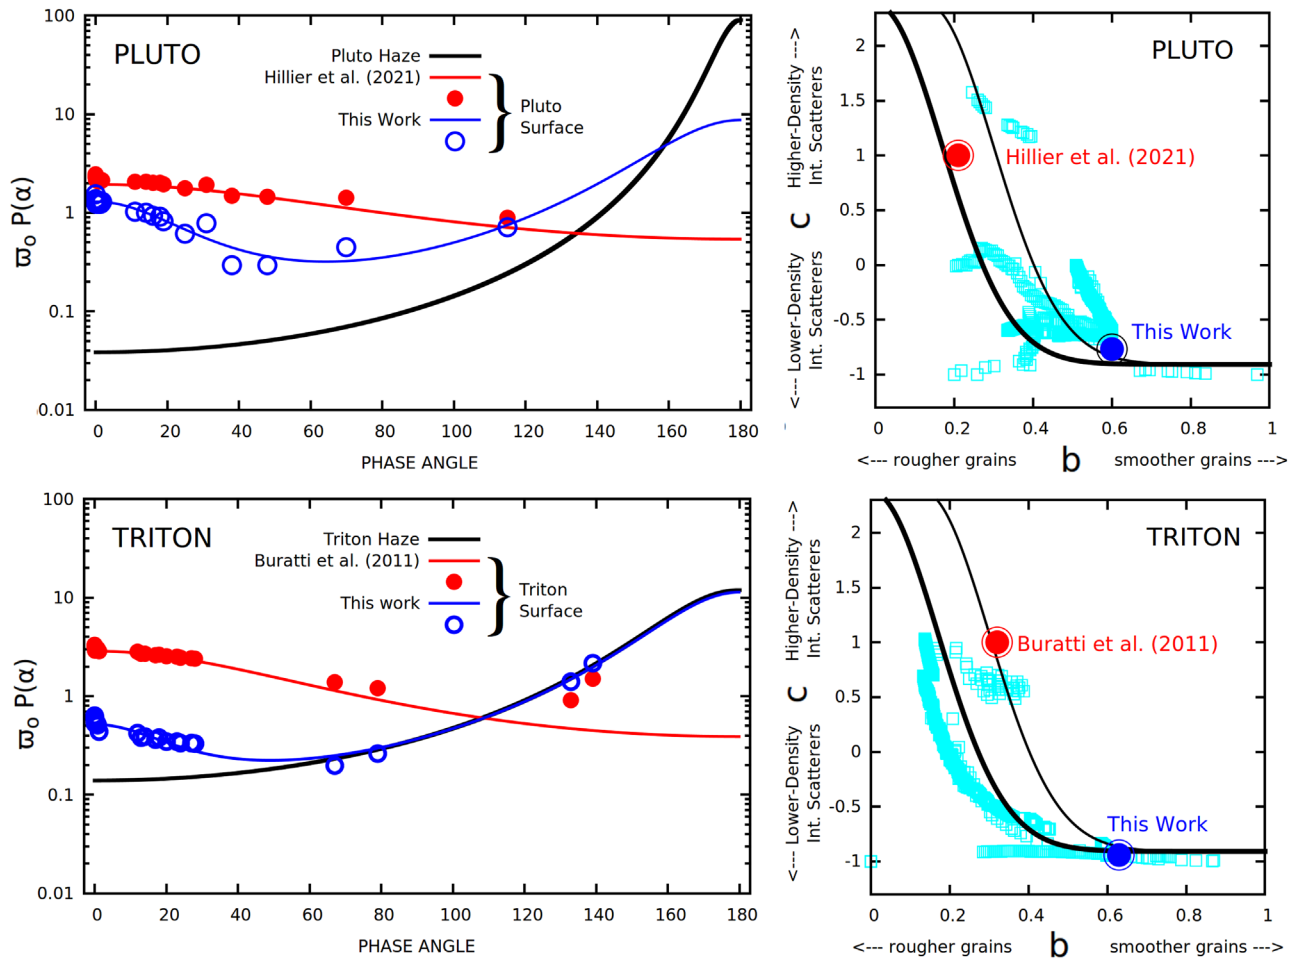 PLUTO
Pluto Haze
Hillier et al. (2021)
This Work
Pluto
Surface
100
10
1
0.1
0.01
ϖo P(α)
0 20 40 60 80 100 120 140 160 180
PHASE ANGLE
PLUTO
Hillier et al. (2021)
This Work
2
1.5
1
0.5
0
-0.5
-1
<--- Lower-Density Higher-Density --->
Int. Scatterers Int. Scatterers
c
0 0.2 0.4 0.6 0.8 1
<--- rougher grains b smoother grains --->
TRITON
Triton Haze
Buratti et al. (2011)
This work
Triton
Surface
100
10
1
0.1
0.01
ϖo P(α)
0 20 40 60 80 100 120 140 160 180
PHASE ANGLE
TRITON
Buratti et al. (2011)
This Work
2
1.5
1
0.5
0
-0.5
-1
<--- Lower-Density Higher-Density --->
Int. Scatterers Int. Scatterers
c
0 0.2 0.4 0.6 0.8 1
<--- rougher grains b smoother grains --->